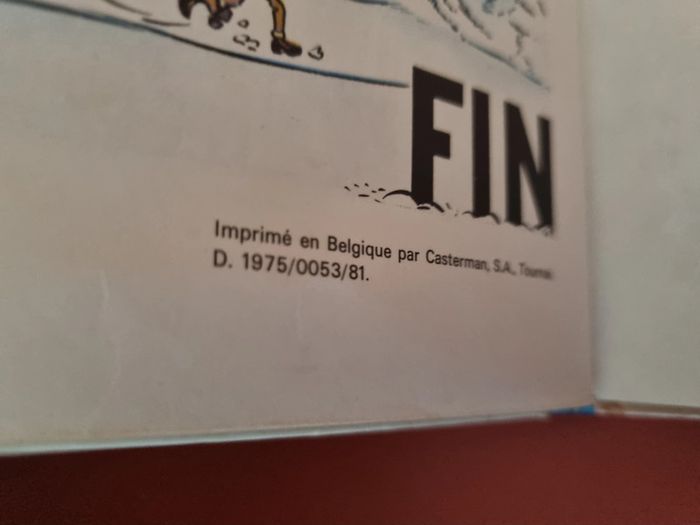 FIN
Imprimé en Belgique par Casterman, S.A., Tournai
D. 1975/0053/81.